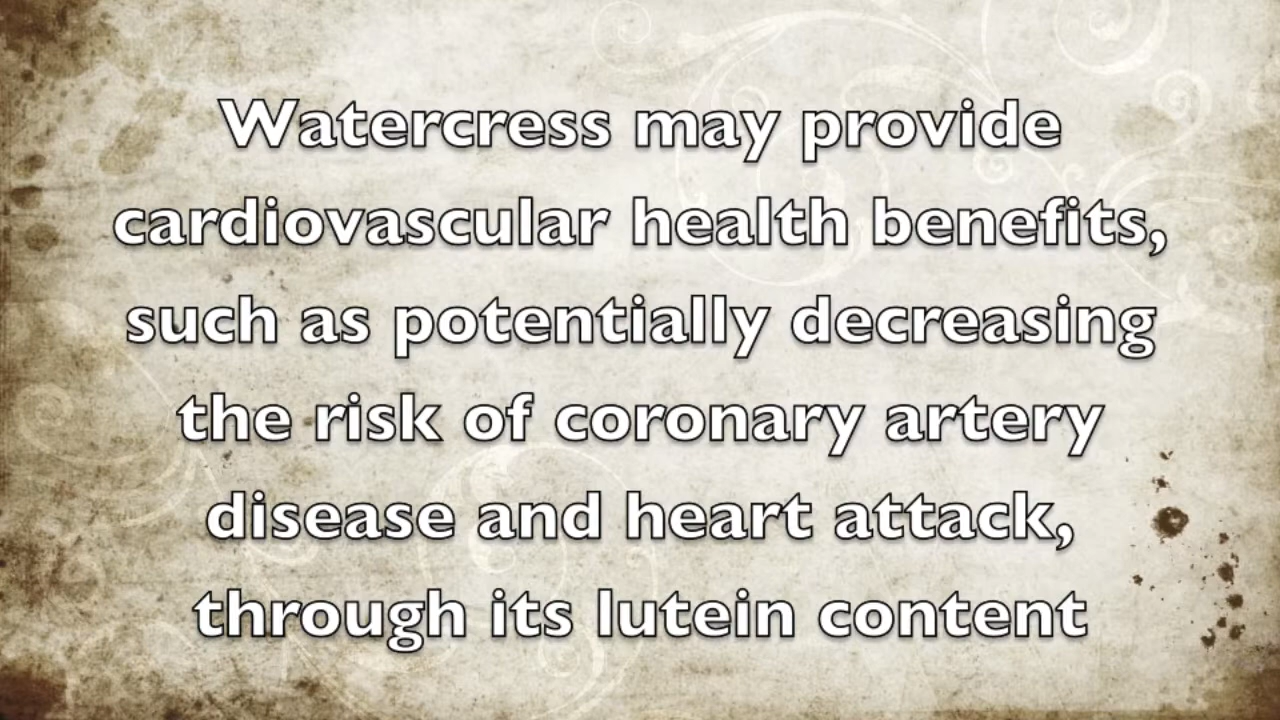 Watercress may provide
cardiovascular health benefits,
such as potentially decreasing
the risk of coronary artery
disease and heart attack,
through its lutein content